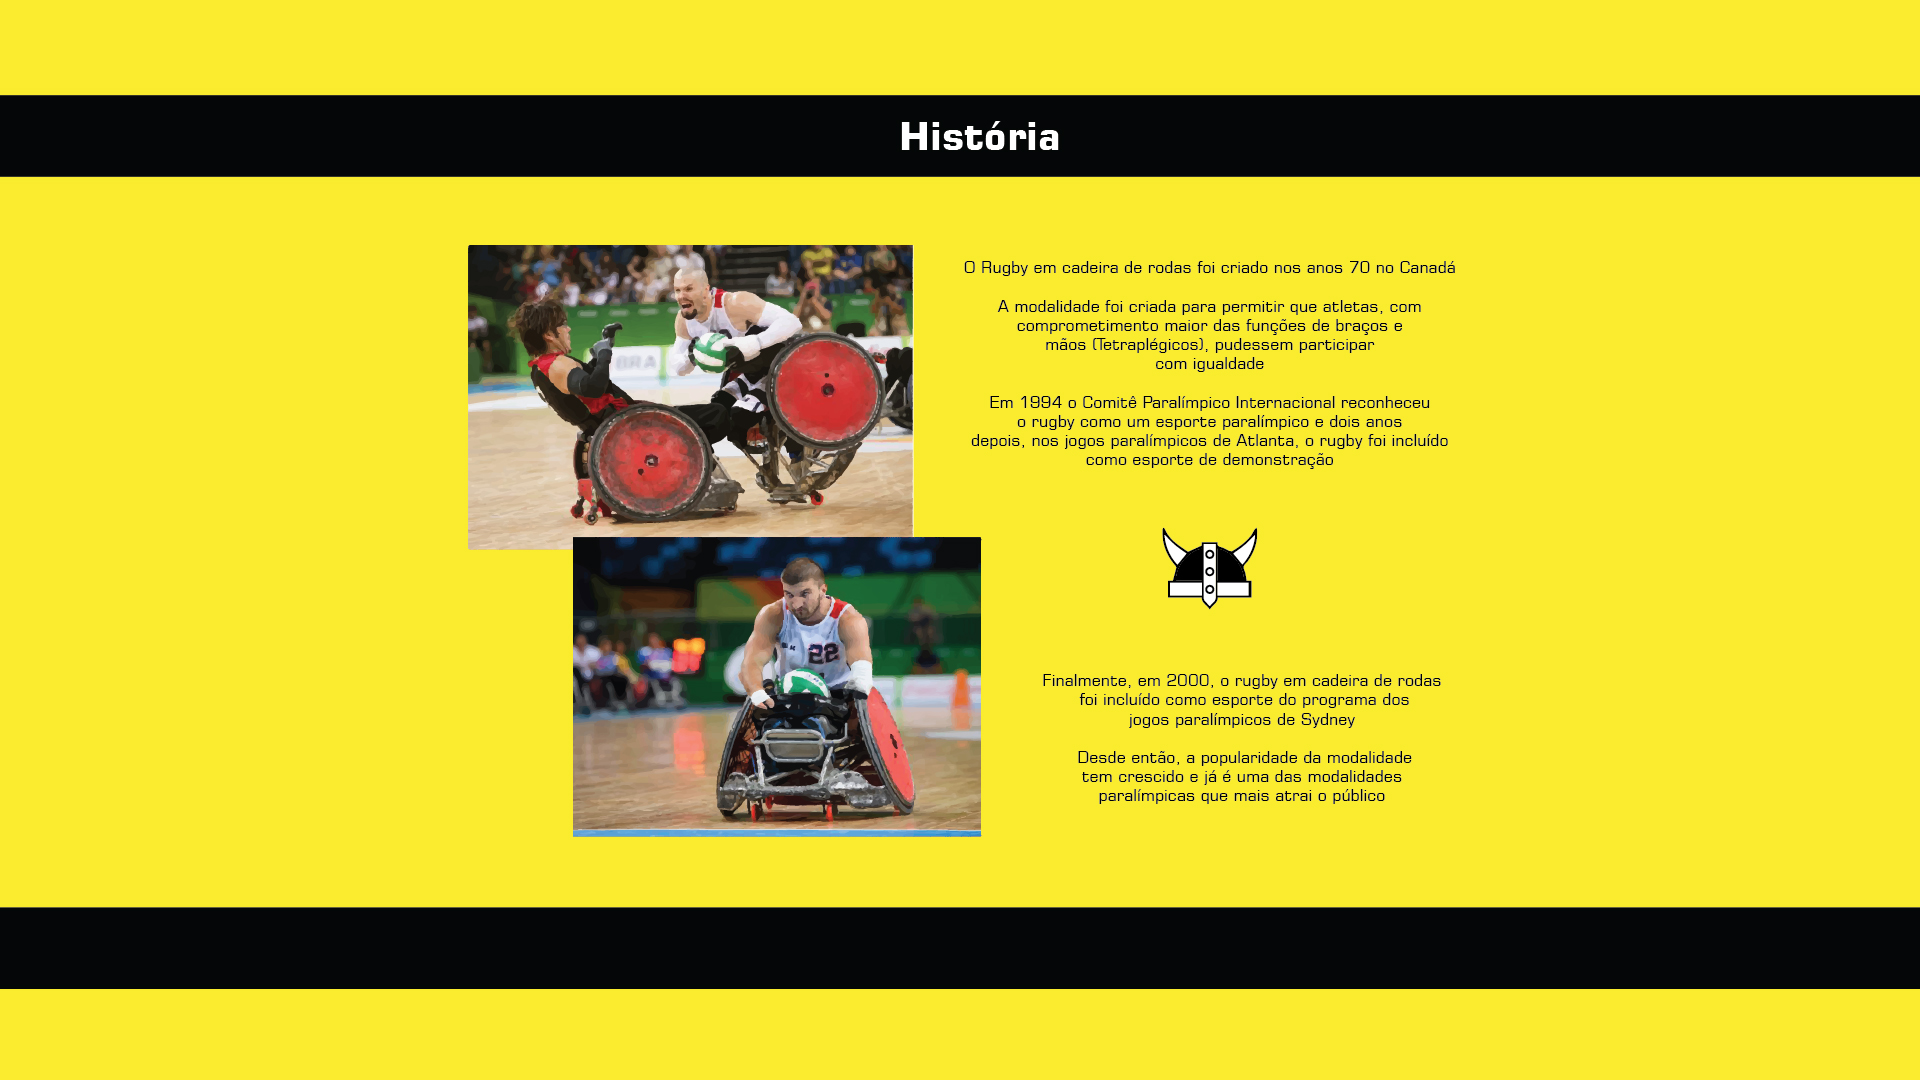 História
O Rugby em cadeira de rodas foi criado nos anos 70 no Canadá
A modalidade foi criada para permitir que atletas, com
comprometimento maior das funções de braços e
mãos (Tetraplégicos), pudessem participar
com igualdade
Em 1994 o Comitê Paralímpico Internacional reconheceu
o rugby como um esporte paralímpico e dois anos
depois, nos jogos paralímpicos de Atlanta, o rugby foi incluído
como esporte de demonstração
BRA
22
Finalmente, em 2000, o rugby em cadeira de rodas
foi incluído como esporte do programa dos
jogos paralímpicos de Sydney
Desde então, a popularidade da modalidade
tem crescido e já é uma das modalidades
paralímpicas que mais atrai o público